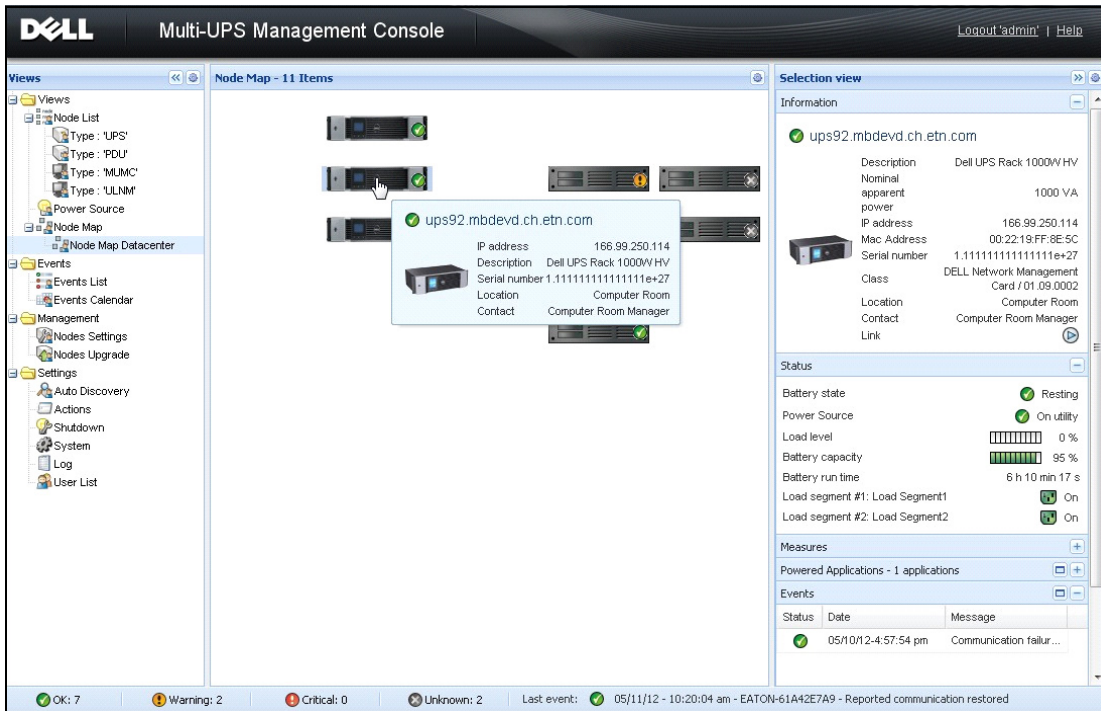 DELL
Multi-UPS Management Console
Logout 'admin' | Help
Views
Views
Node List
Type : 'UPS'
Type : 'PDU'
Type : 'MUMC'
Type : 'ULNM'
Power Source
Node Map
Node Map Datacenter
Events
Events List
Events Calendar
Management
Nodes Settings
Nodes Upgrade
Settings
Auto Discovery
Actions
Shutdown
System
Log
User List
Node Map - 11 Items
ups92.mbdevd.ch.etn.com
IP address 166.99.250.114
Description Dell UPS Rack 1000W HV
Serial number 1.111111111111111e+27
Location Computer Room
Contact Computer Room Manager
Selection view
Information
ups92.mbdevd.ch.etn.com
Description Dell UPS Rack 1000W HV
Nominal
apparent 1000 VA
power
IP address 166.99.250.114
Mac Address 00:22:19:FF:8E:5C
Serial number 1.111111111111111e+27
Class DELL Network Management
Card / 01.09.0002
Location Computer Room
Contact Computer Room Manager
Link
Status
Battery state Resting
Power Source On utility
Load level 0 %
Battery capacity 95 %
Battery run time 6 h 10 min 17 s
Load segment #1: Load Segment1 On
Load segment #2: Load Segment2 On
Measures
Powered Applications - 1 applications
Events
Status Date Message
05/10/12-4:57:54 pm Communication failur...
OK: 7 Warning: 2 Critical: 0 Unknown: 2 Last event: 05/11/12 - 10:20:04 am - EATON-61A42E7A9 - Reported communication restored